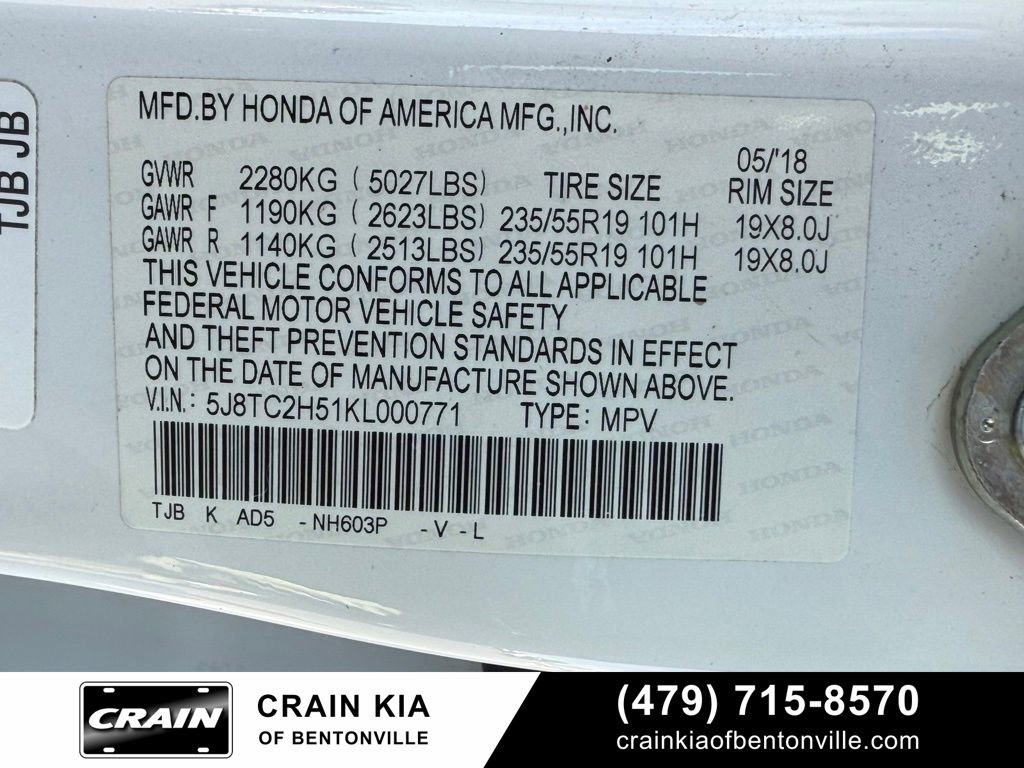 TJB JB
MFD.BY HONDA OF AMERICA MFG.,INC.
05/'18
GVWR 2280KG ( 5027LBS) TIRE SIZE RIM SIZE
GAWR F 1190KG ( 2623LBS) 235/55R19 101H 19X8.0J
GAWR R 1140KG ( 2513LBS) 235/55R19 101H 19X8.0J
THIS VEHICLE CONFORMS TO ALL APPLICABLE
FEDERAL MOTOR VEHICLE SAFETY
AND THEFT PREVENTION STANDARDS IN EFFECT
ON THE DATE OF MANUFACTURE SHOWN ABOVE.
V.I.N.: 5J8TC2H51KL000771 TYPE: MPV
TJB K AD5 -NH603P -V-L
CRAIN
CRAIN KIA
OF BENTONVILLE
(479) 715-8570
crainkiaofbentonville.com